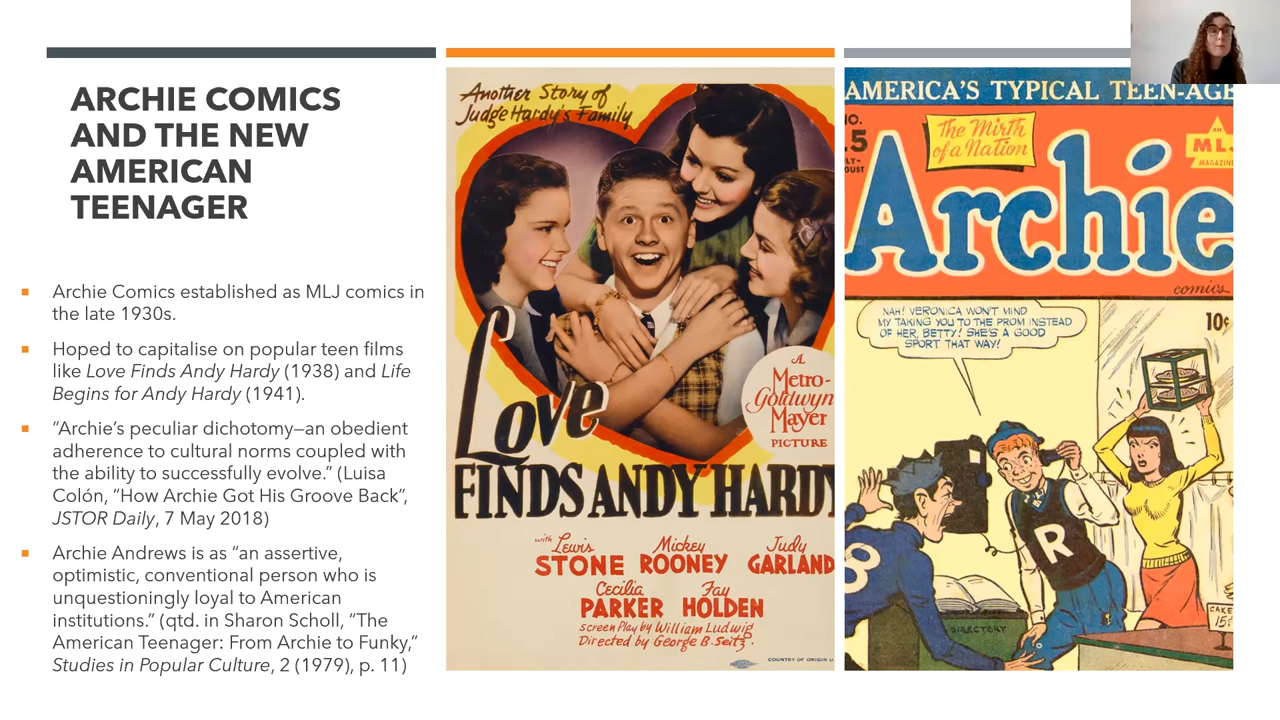 ARCHIE COMICS
AND THE NEW
AMERICAN
TEENAGER
Archie Comics established as MLJ comics in
the late 1930s.
Hoped to capitalise on popular teen films
like Love Finds Andy Hardy (1938) and Life
Begins for Andy Hardy (1941).
“Archie’s peculiar dichotomy—an obedient
adherence to cultural norms coupled with
the ability to successfully evolve.” (Luisa
Colón, “How Archie Got His Groove Back”,
JSTOR Daily, 7 May 2018)
Archie Andrews is as “an assertive,
optimistic, conventional person who is
unquestioningly loyal to American
institutions.” (qtd. in Sharon Scholl, “The
American Teenager: From Archie to Funky,”
Studies in Popular Culture, 2 (1979), p. 11)
Another Story of
Judge Hardy's Family
Love
FINDS ANDY HARDY
A
Metro-
Goldwyn
Mayer
PICTURE
with Lewis STONE
Mickey ROONEY
Judy GARLAND
Cecilia PARKER
Fay HOLDEN
Screen Play by William Ludwig
Directed by George B. Seitz
COUNTRY OF ORIGIN U
AMERICA'S TYPICAL TEEN-AGE
NO.
5
The Mirth
of a Nation
AN
MLJ
MAGAZINE
Archie
comics
10¢
NAH! VERONICA WON'T MIND
MY TAKING YOU TO THE PROM INSTEAD
OF HER, BETTY! SHE'S A GOOD
SPORT THAT WAY!
R
B
DIRECTORY
CAKE
15¢